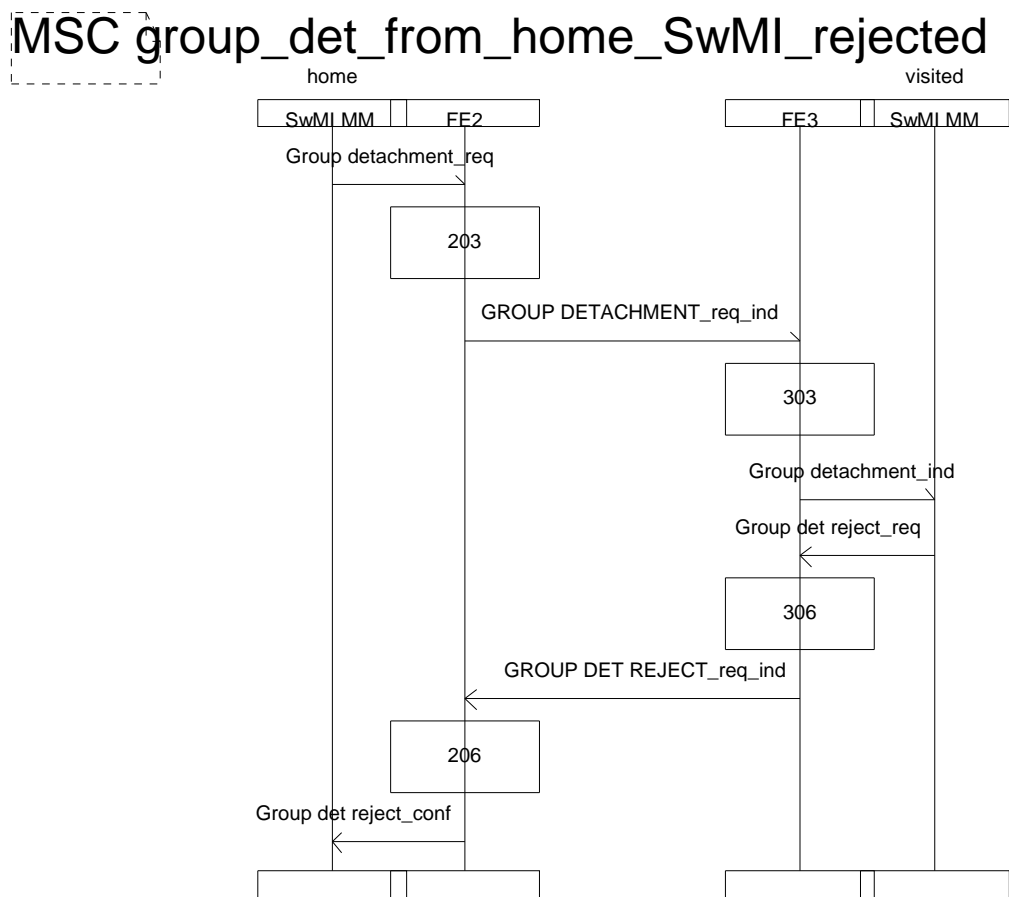 MSC group_det_from_home_SwMI_rejected
home visited
SwMI MM FE2 FE3 SwMI MM
Group detachment_req
203
GROUP DETACHMENT_req_ind
303
Group detachment_ind
Group det reject_req
306
GROUP DET REJECT_req_ind
206
Group det reject_conf